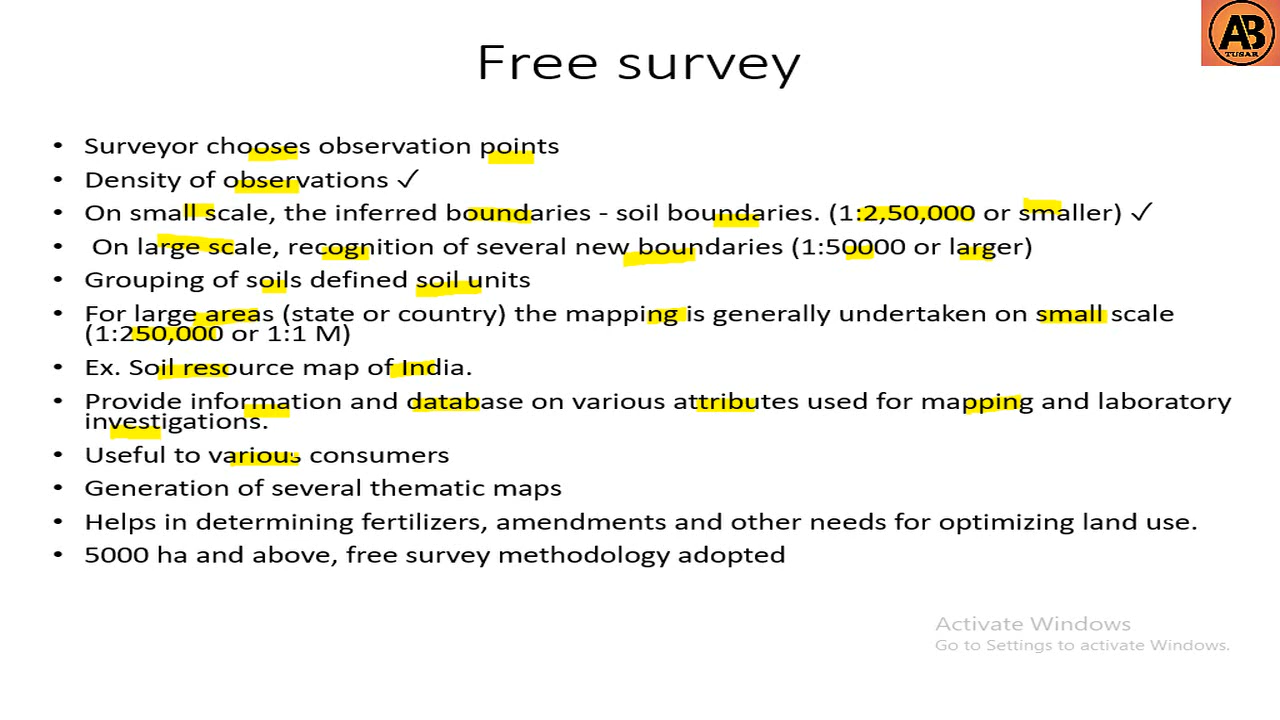 AB
TUSAR
Free survey
• Surveyor chooses observation points
• Density of observations ✓
• On small scale, the inferred boundaries - soil boundaries. (1:2,50,000 or smaller) ✓
• On large scale, recognition of several new boundaries (1:50000 or larger)
• Grouping of soils defined soil units
• For large areas (state or country) the mapping is generally undertaken on small scale
(1:250,000 or 1:1 M)
• Ex. Soil resource map of India.
• Provide information and database on various attributes used for mapping and laboratory
investigations.
• Useful to various consumers
• Generation of several thematic maps
• Helps in determining fertilizers, amendments and other needs for optimizing land use.
• 5000 ha and above, free survey methodology adopted
Activate Windows
Go to Settings to activate Windows.